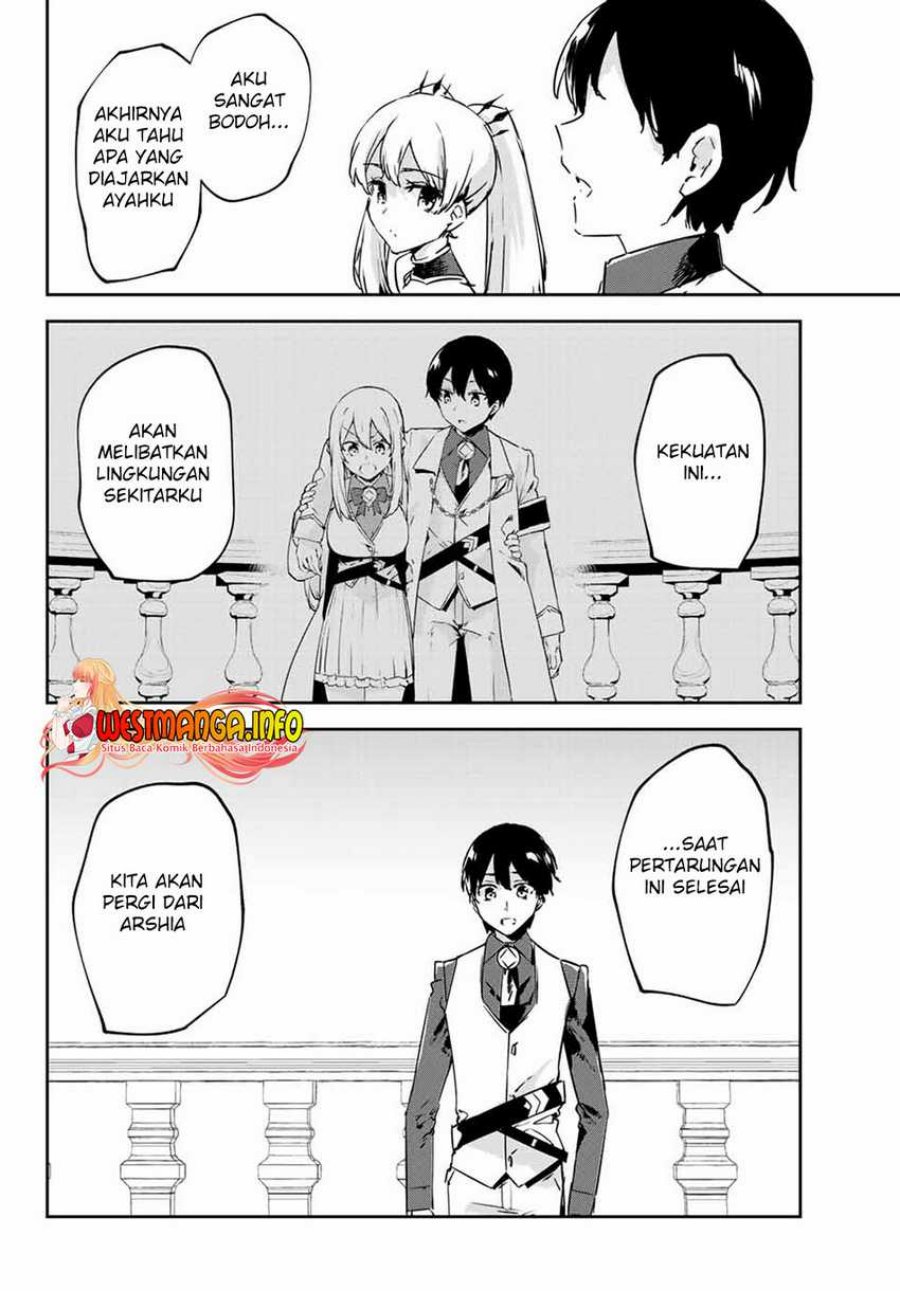 AKU
SANGAT
BODOH...
AKHIRNYA
AKU TAHU
APA YANG
DIAJARKAN
AYAHKU
KEKUATAN
INI...
AKAN
MELIBATKAN
LINGKUNGAN
SEKITARKU
WESTMANGA.INFO
Situs Baca Komik Berbahasa Indonesia
...SAAT
PERTARUNGAN
INI SELESAI
KITA AKAN
PERGI DARI
ARSHIA